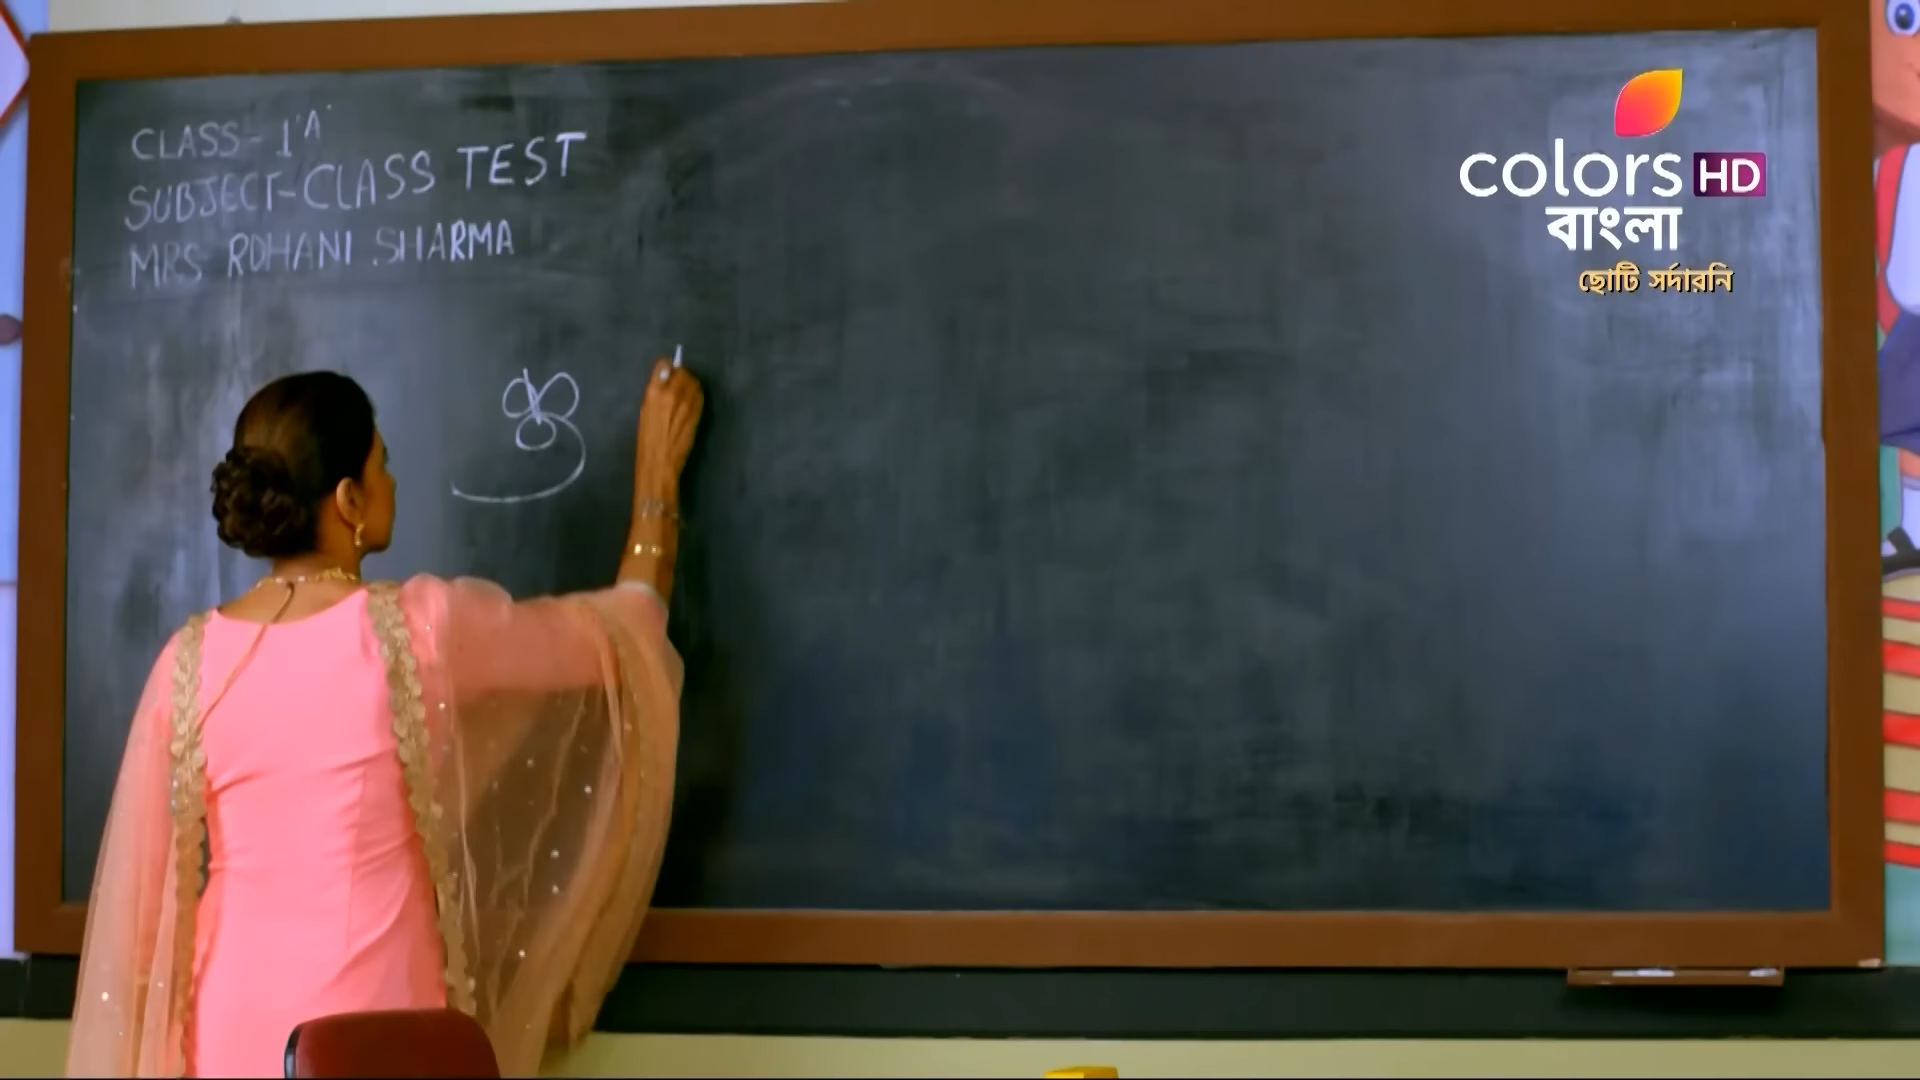 CLASS- 1 'A'
SUBJECT-CLASS TEST
MRS ROHANI SHARMA
colors HD
বাংলা
ছোটি সর্দারনি